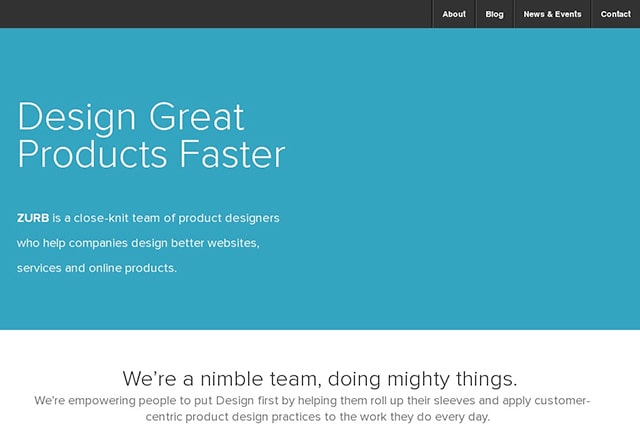 About Blog News & Events Contact
Design Great
Products Faster
ZURB is a close-knit team of product designers
who help companies design better websites,
services and online products.
We’re a nimble team, doing mighty things.
We’re empowering people to put Design first by helping them roll up their sleeves and apply customer-
centric product design practices to the work they do every day.